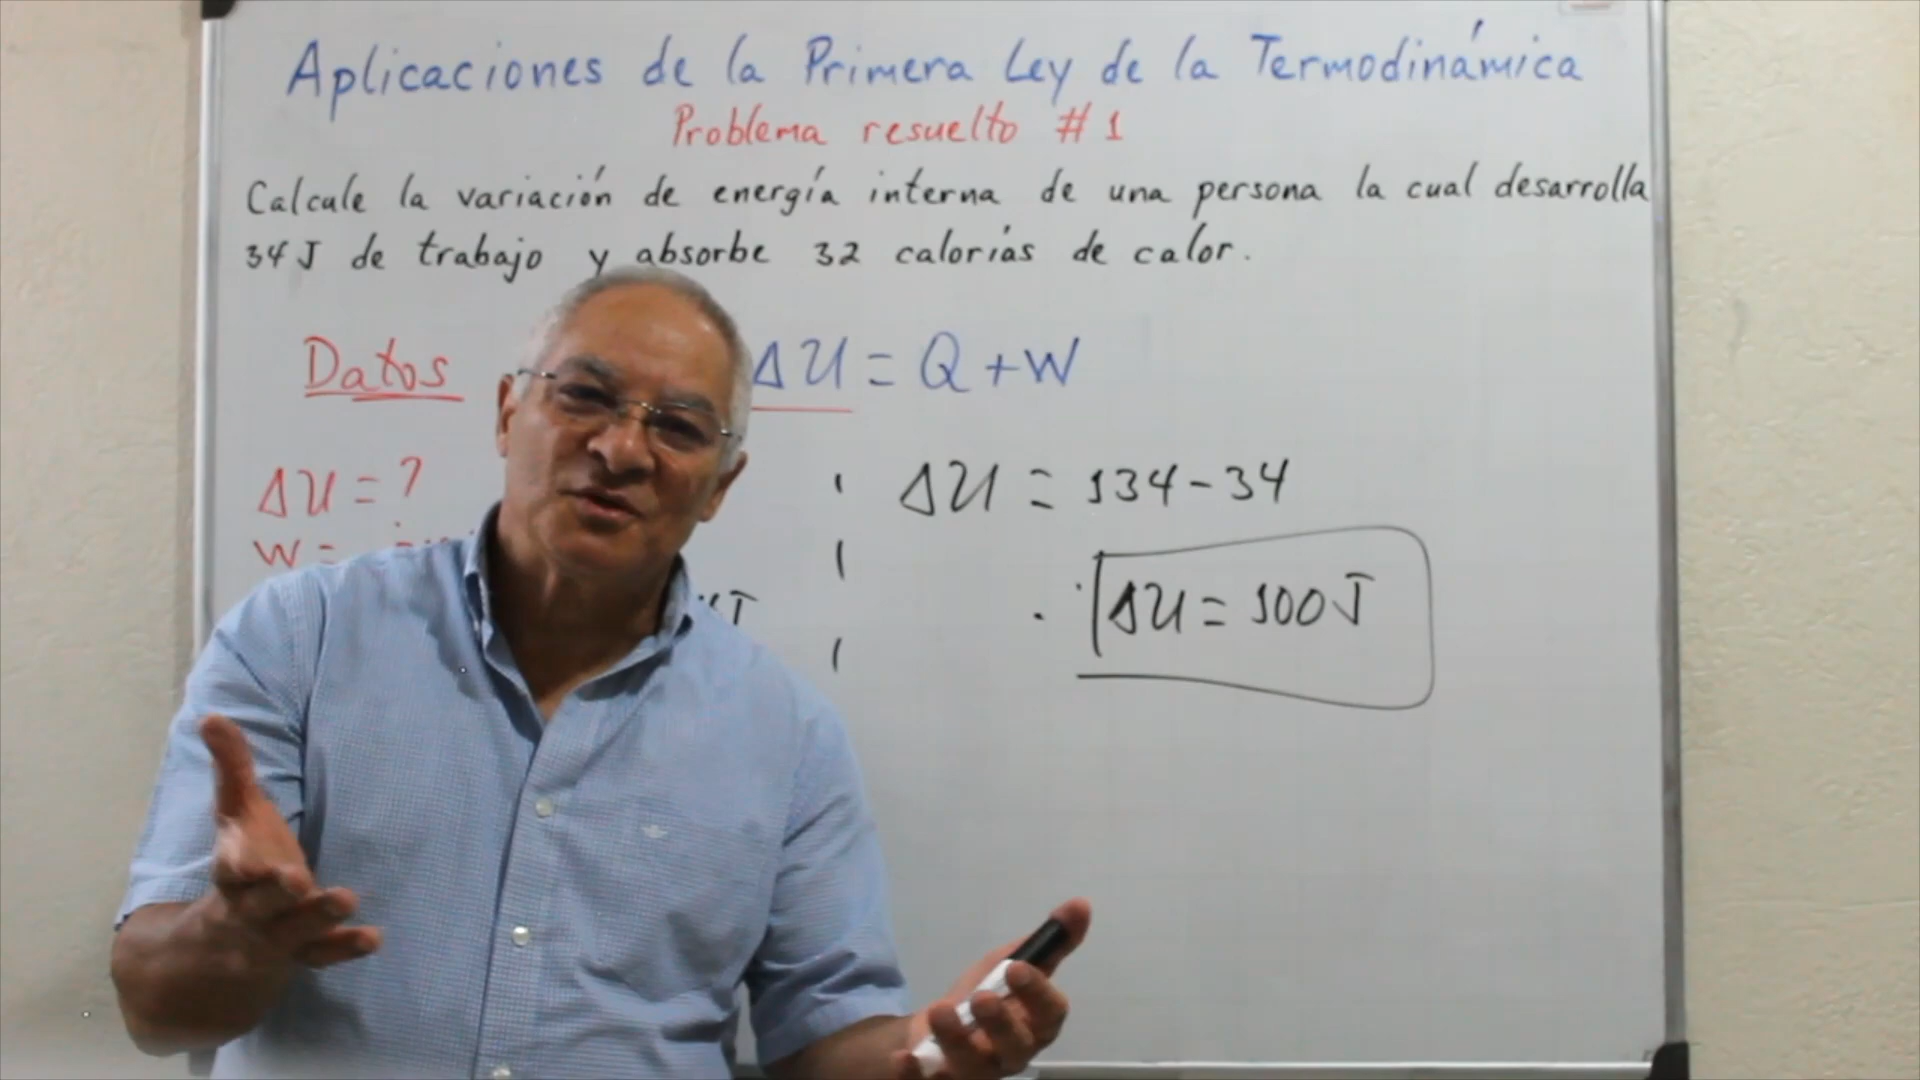 Aplicaciones de la Primera Ley de la Termodinámica
Problema resuelto #1
Calcule la variación de energía interna de una persona la cual desarrolla
34 J de trabajo y absorbe 32 calorías de calor.
Datos
ΔU = ?
W =
ΔU = Q + W
ΔU = 134 - 34
ΔU = 100 J